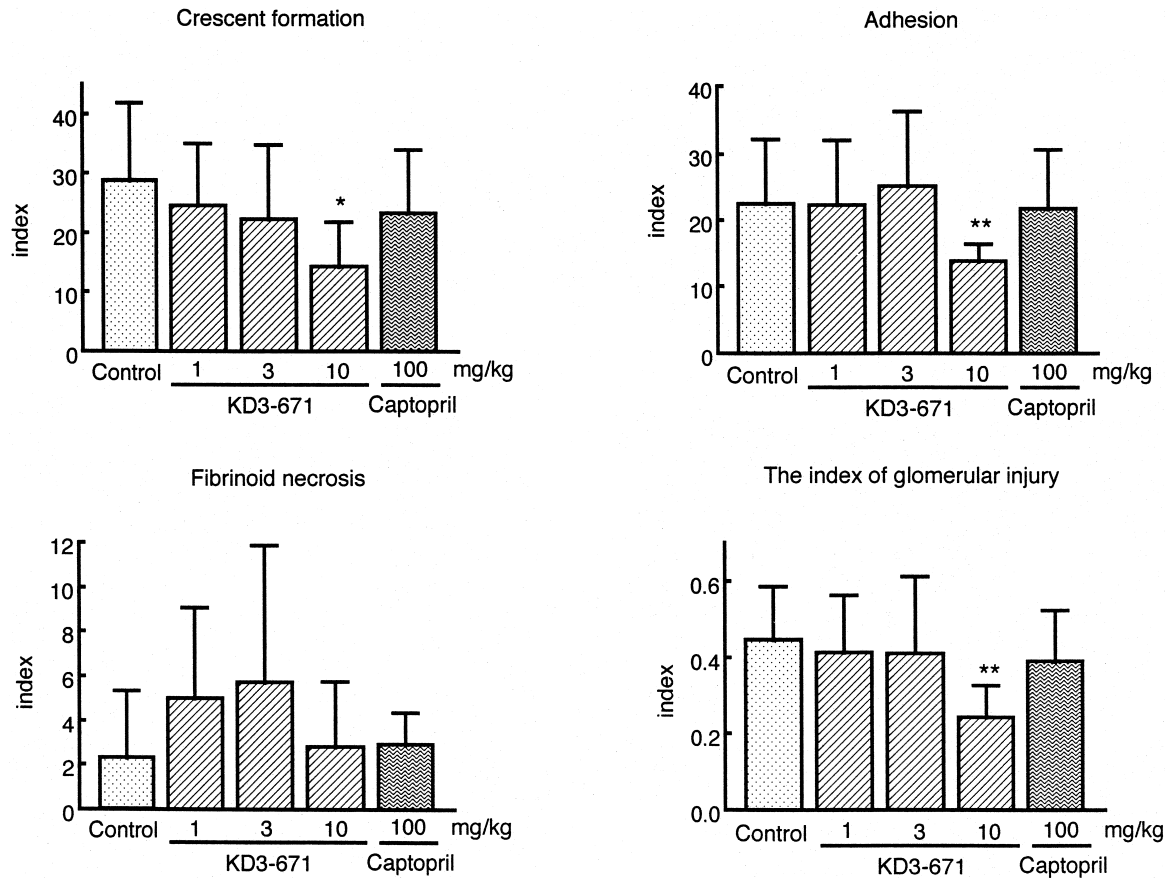 Crescent formation
40
30
20
10
0
index
Control 1 3 10 100 mg/kg
KD3-671 Captopril
*
Adhesion
40
30
20
10
0
index
Control 1 3 10 100 mg/kg
KD3-671 Captopril
**
Fibrinoid necrosis
12
10
8
6
4
2
0
index
Control 1 3 10 100 mg/kg
KD3-671 Captopril
The index of glomerular injury
0.6
0.4
0.2
0.0
index
Control 1 3 10 100 mg/kg
KD3-671 Captopril
**